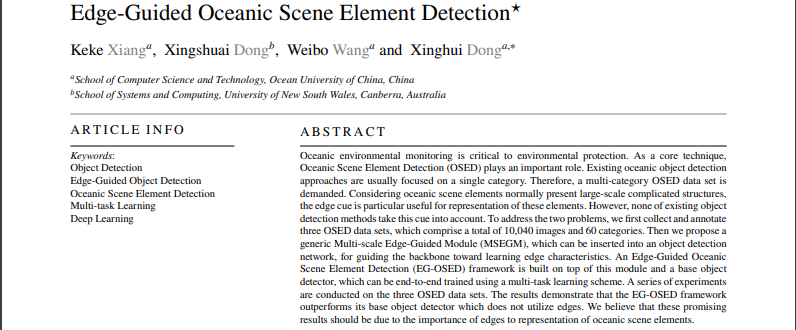 Edge-Guided Oceanic Scene Element Detection★
Keke Xiangᵃ, Xingshuai Dongᵇ, Weibo Wangᵃ and Xinghui Dongᵃ,*
ᵃSchool of Computer Science and Technology, Ocean University of China, China
ᵇSchool of Systems and Computing, University of New South Wales, Canberra, Australia
ARTICLE INFO
Keywords:
Object Detection
Edge-Guided Object Detection
Oceanic Scene Element Detection
Multi-task Learning
Deep Learning
ABSTRACT
Oceanic environmental monitoring is critical to environmental protection. As a core technique,
Oceanic Scene Element Detection (OSED) plays an important role. Existing oceanic object detection
approaches are usually focused on a single category. Therefore, a multi-category OSED data set is
demanded. Considering oceanic scene elements normally present large-scale complicated structures,
the edge cue is particular useful for representation of these elements. However, none of existing object
detection methods take this cue into account. To address the two problems, we first collect and annotate
three OSED data sets, which comprise a total of 10,040 images and 60 categories. Then we propose a
generic Multi-scale Edge-Guided Module (MSEGM), which can be inserted into an object detection
network, for guiding the backbone toward learning edge characteristics. An Edge-Guided Oceanic
Scene Element Detection (EG-OSED) framework is built on top of this module and a base object
detector, which can be end-to-end trained using a multi-task learning scheme. A series of experiments
are conducted on the three OSED data sets. The results demonstrate that the EG-OSED framework
outperforms its base object detector which does not utilize edges. We believe that these promising
results should be due to the importance of edges to representation of oceanic scene elements.